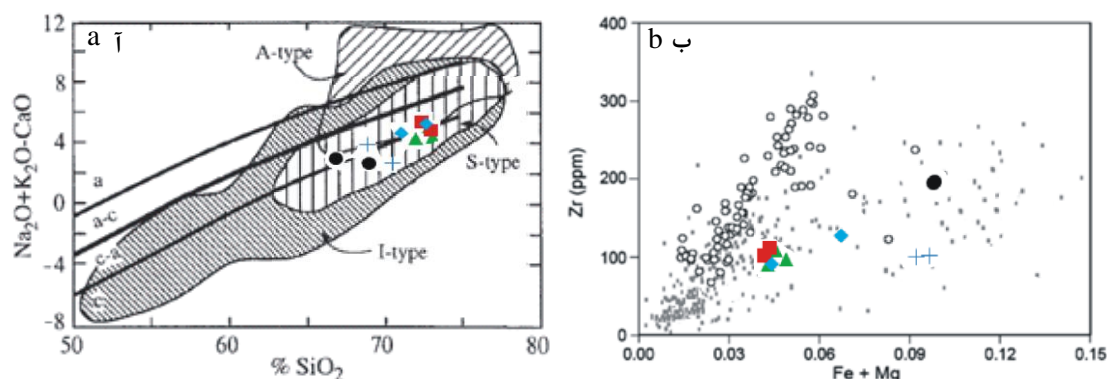 a آ
12
8
4
0
-4
-8
Na₂O+K₂O-CaO
A-type
S-type
I-type
a
a-c
c-a
c
50
60
70
80
% SiO₂
b ب
400
300
200
100
0
Zr (ppm)
0.00
0.03
0.06
0.09
0.12
0.15
Fe + Mg